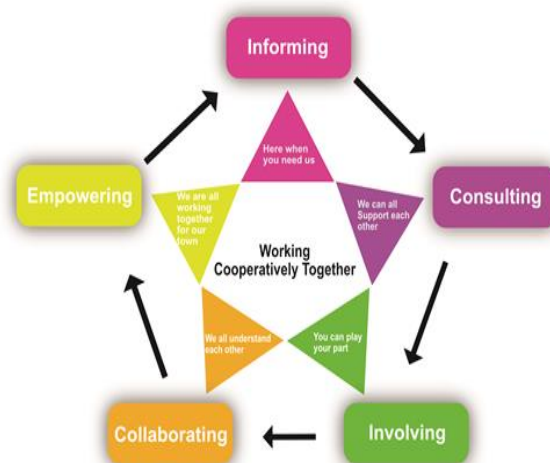 Informing
Here when
you need us
Empowering
We are all
working
together
for our
town
We can all
Support each
other
Consulting
Working
Cooperatively Together
We all understand
each other
You can play
your part
Collaborating
Involving